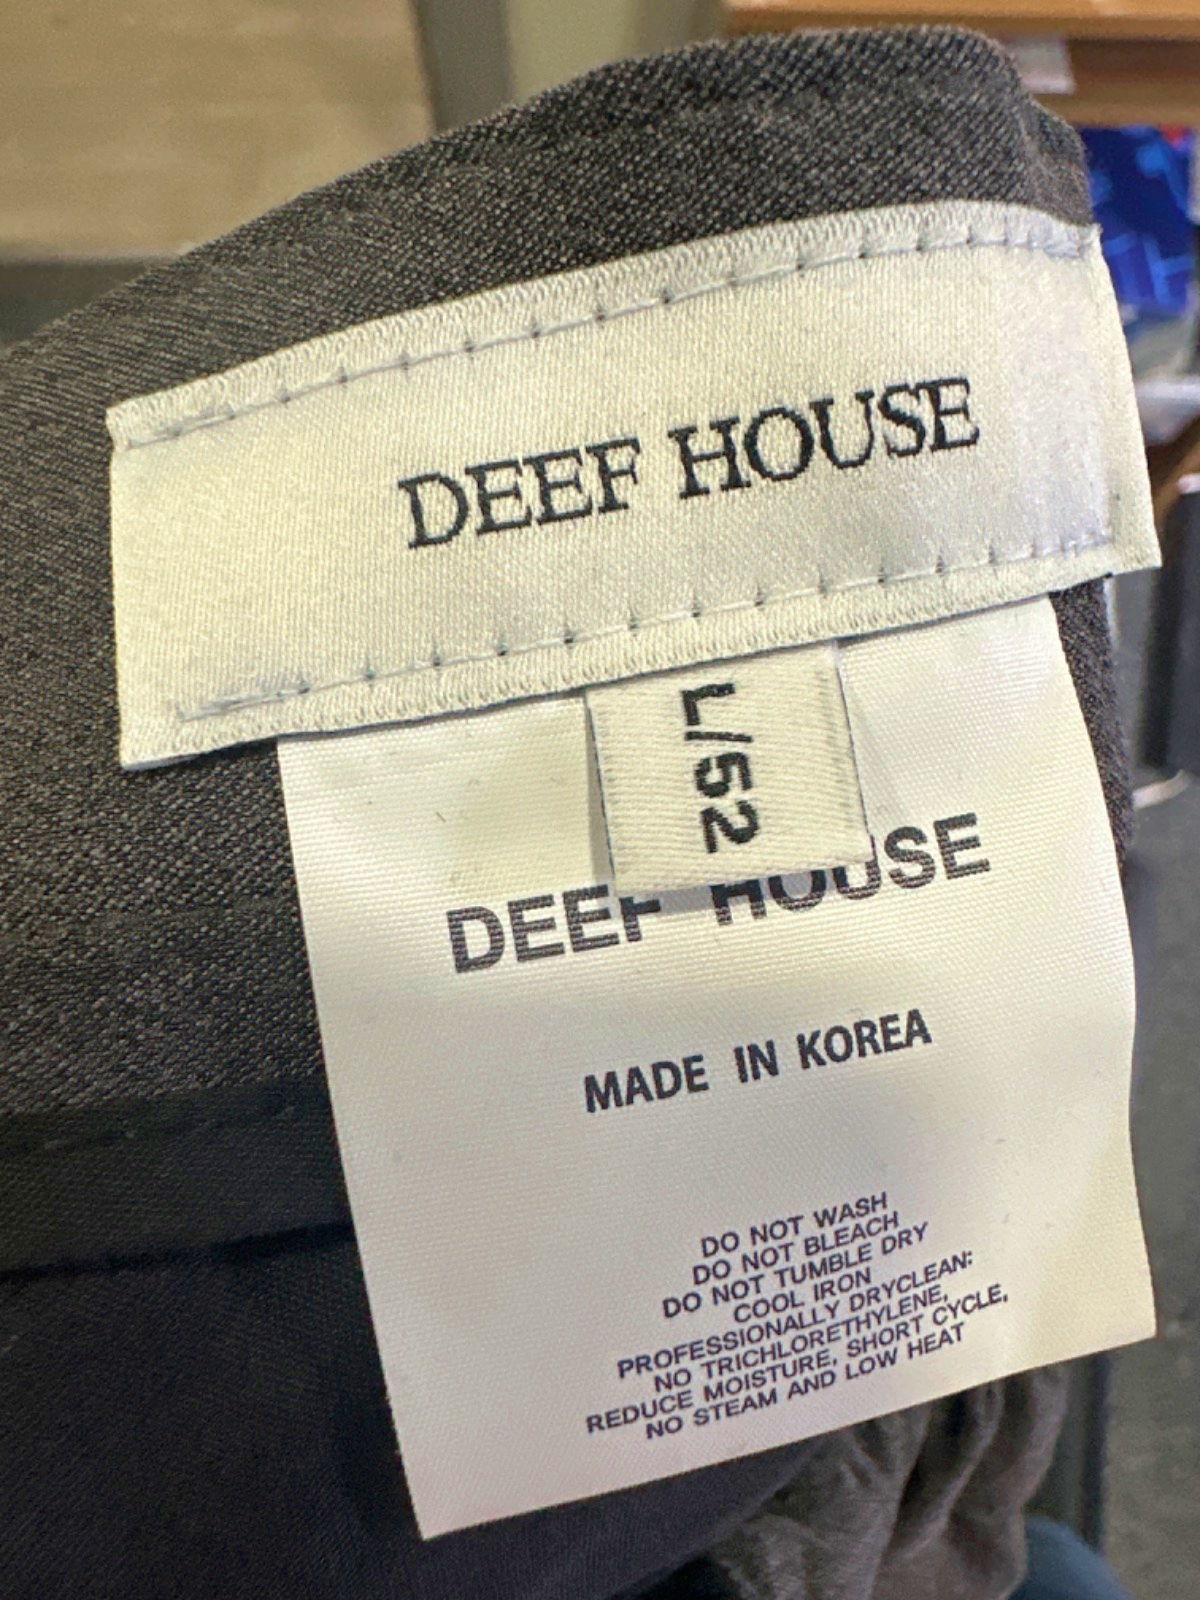 DEEF HOUSE
L/52
DEEF HOUSE
MADE IN KOREA
DO NOT WASH
DO NOT BLEACH
DO NOT TUMBLE DRY
COOL IRON
PROFESSIONALLY DRYCLEAN:
NO TRICHLORETHYLENE,
REDUCE MOISTURE, SHORT CYCLE,
NO STEAM AND LOW HEAT